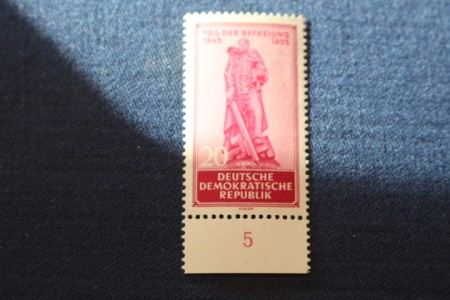 TAG DER BEFREIUNG
1945 1955
20
DEUTSCHE
DEMOKRATISCHE
REPUBLIK
5